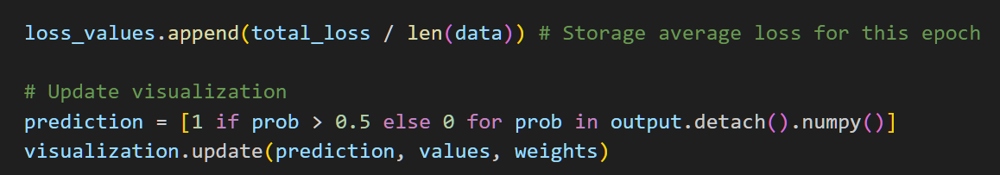 loss_values.append(total_loss / len(data)) # Storage average loss for this epoch
# Update visualization
prediction = [1 if prob > 0.5 else 0 for prob in output.detach().numpy()]
visualization.update(prediction, values, weights)